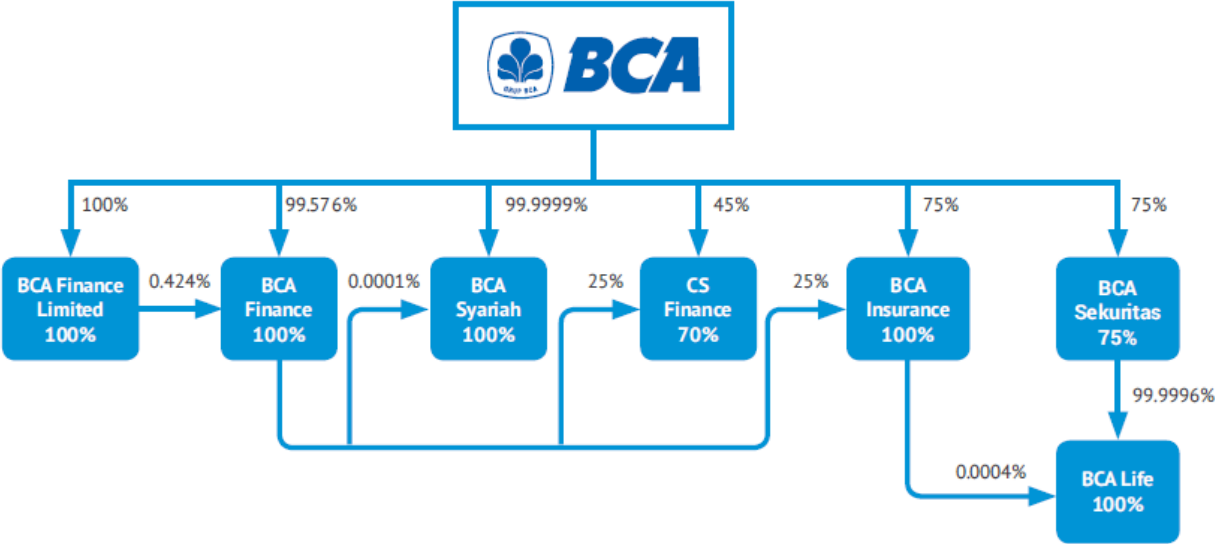 GRUP BCA
BCA
100%
99.576%
99.9999%
45%
75%
75%
BCA Finance
Limited
100%
0.424%
BCA
Finance
100%
0.0001%
BCA
Syariah
100%
25%
CS
Finance
70%
25%
BCA
Insurance
100%
BCA
Sekuritas
75%
99.9996%
0.0004%
BCA Life
100%